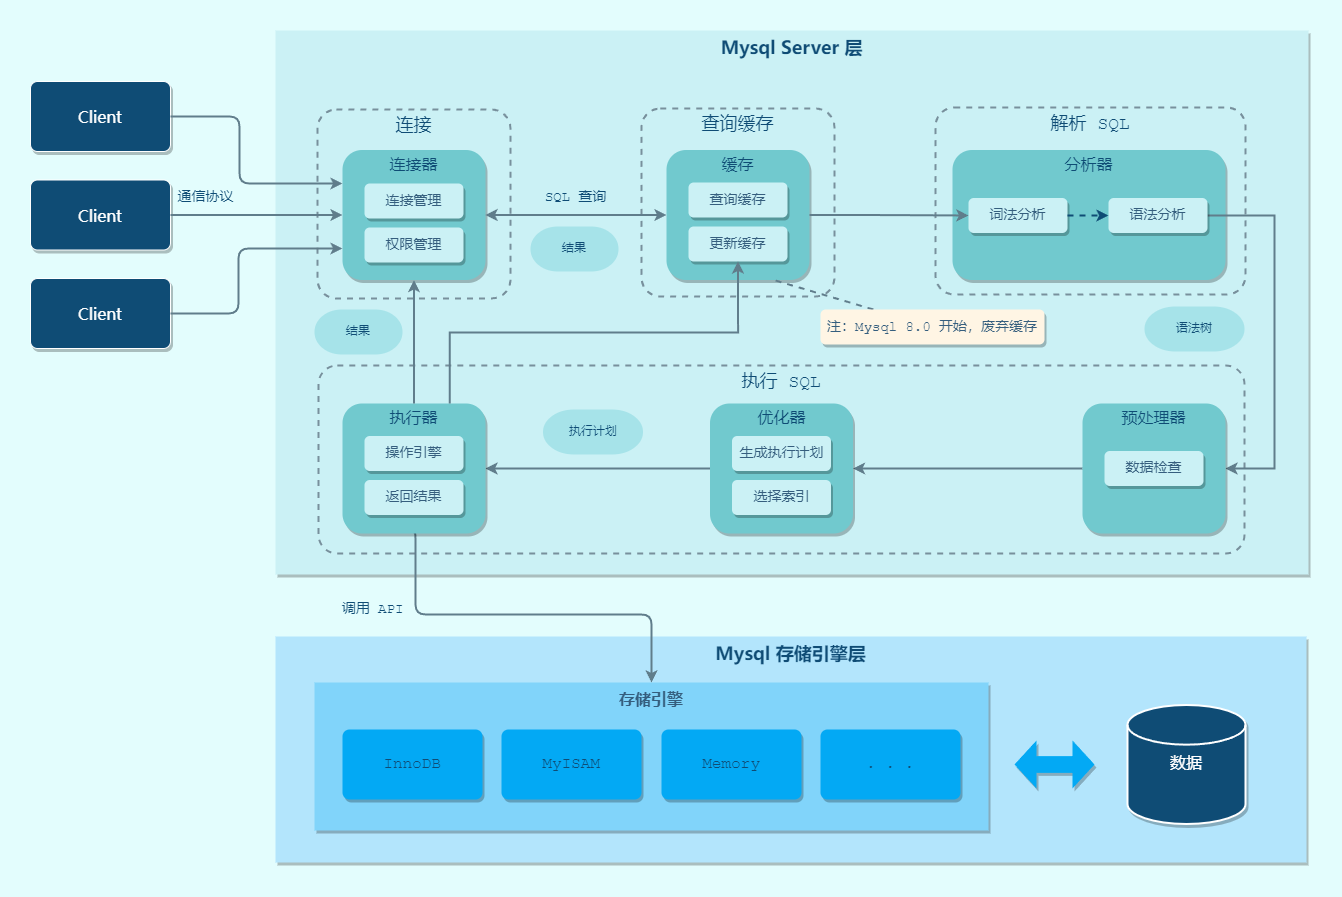 Mysql Server 层
Client
Client
Client
通信协议
连接
连接器
连接管理
权限管理
SQL 查询
结果
查询缓存
缓存
查询缓存
更新缓存
解析 SQL
分析器
词法分析
语法分析
结果
注: Mysql 8.0 开始, 废弃缓存
语法树
执行 SQL
执行器
操作引擎
返回结果
执行计划
优化器
生成执行计划
选择索引
预处理器
数据检查
调用 API
Mysql 存储引擎层
存储引擎
InnoDB
MyISAM
Memory
. . .
数据